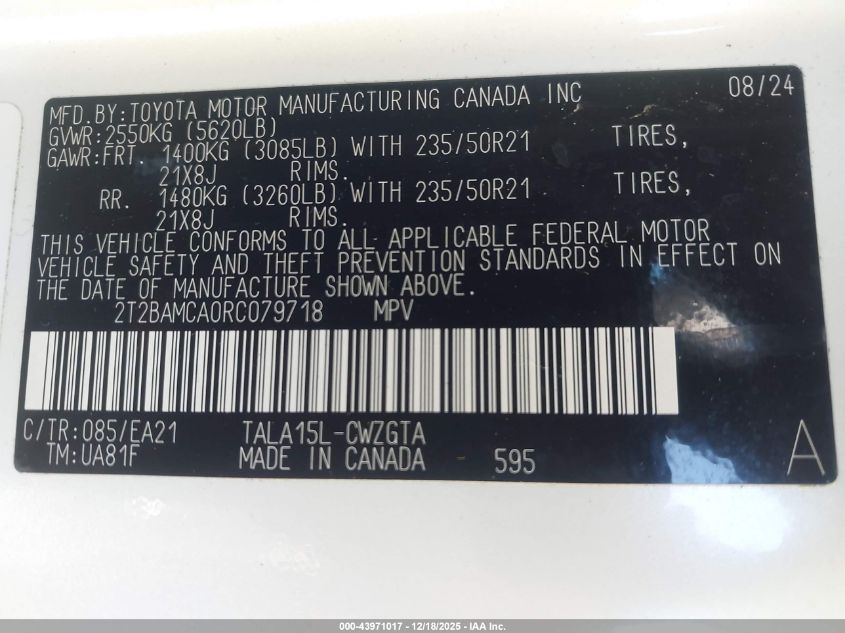 MFD.BY:TOYOTA MOTOR MANUFACTURING CANADA INC 08/24
GVWR:2550KG (5620LB)
GAWR:FRT. 1400KG (3085LB) WITH 235/50R21 TIRES,
21X8J RIMS.
RR. 1480KG (3260LB) WITH 235/50R21 TIRES,
21X8J RIMS.
THIS VEHICLE CONFORMS TO ALL APPLICABLE FEDERAL MOTOR
VEHICLE SAFETY AND THEFT PREVENTION STANDARDS IN EFFECT ON
THE DATE OF MANUFACTURE SHOWN ABOVE.
2T2BAMCA0RC079718 MPV
C/TR:085/EA21 TALA15L-CWZGTA
TM:UA81F MADE IN CANADA 595 A
000-43971017 - 12/18/2025 - IAA Inc.